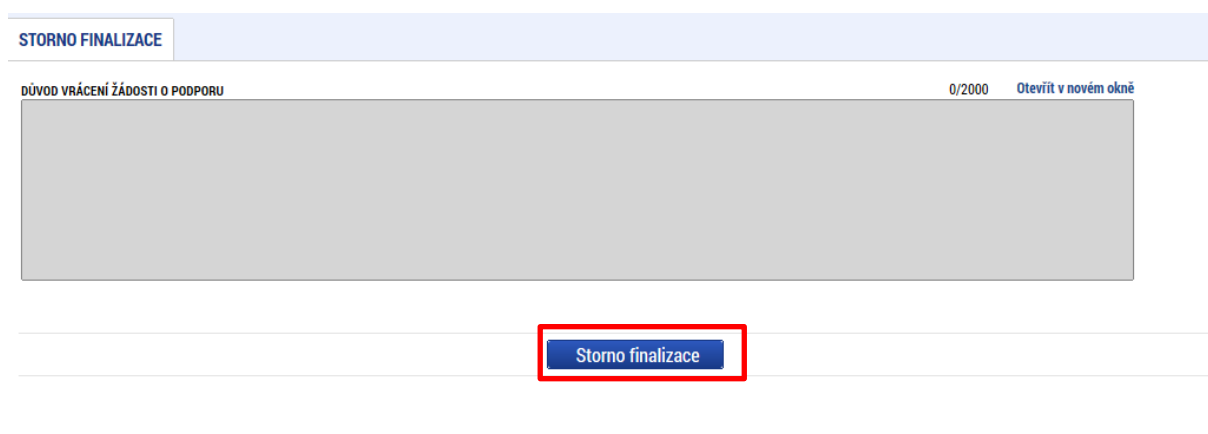 STORNO FINALIZACE
DŮVOD VRÁCENÍ ŽÁDOSTI O PODPORU 0/2000 Otevřít v novém okně
Storno finalizace